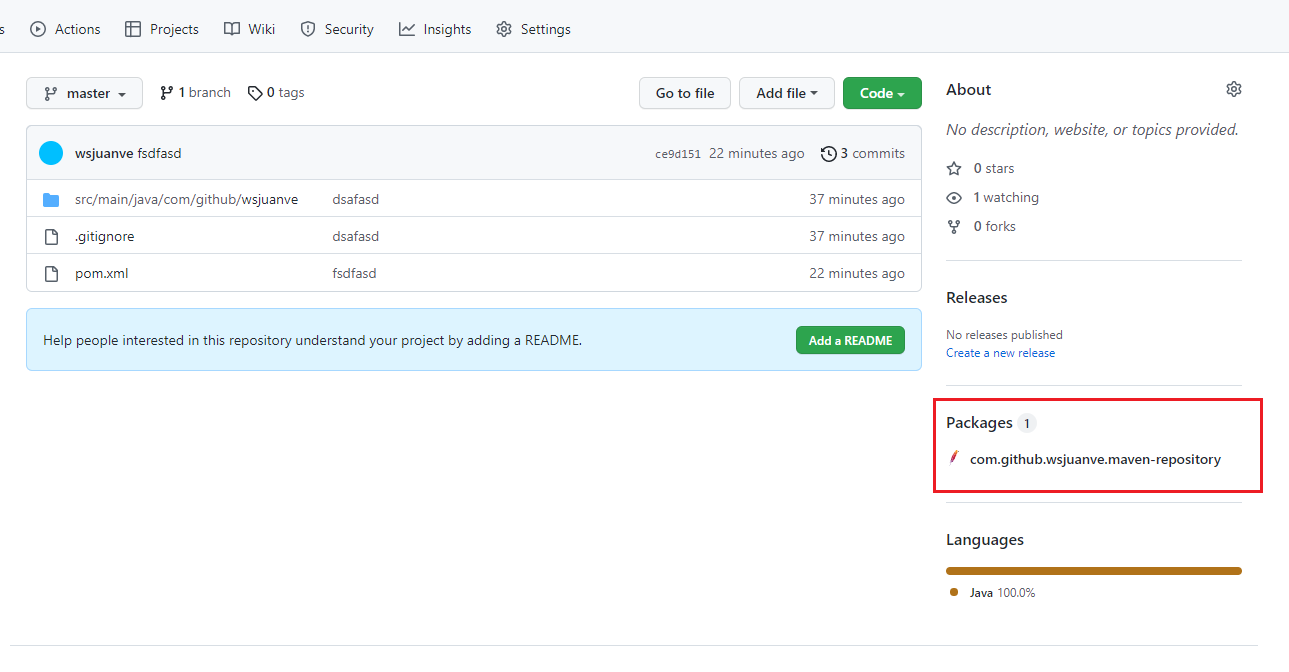 s Actions Projects Wiki Security Insights Settings
master 1 branch 0 tags Go to file Add file Code
wsjuanve fsdfasd ce9d151 22 minutes ago 3 commits
src/main/java/com/github/wsjuanve dsafasd 37 minutes ago
.gitignore dsafasd 37 minutes ago
pom.xml fsdfasd 22 minutes ago
Help people interested in this repository understand your project by adding a README. Add a README
About
No description, website, or topics provided.
0 stars
1 watching
0 forks
Releases
No releases published
Create a new release
Packages 1
com.github.wsjuanve.maven-repository
Languages
Java 100.0%